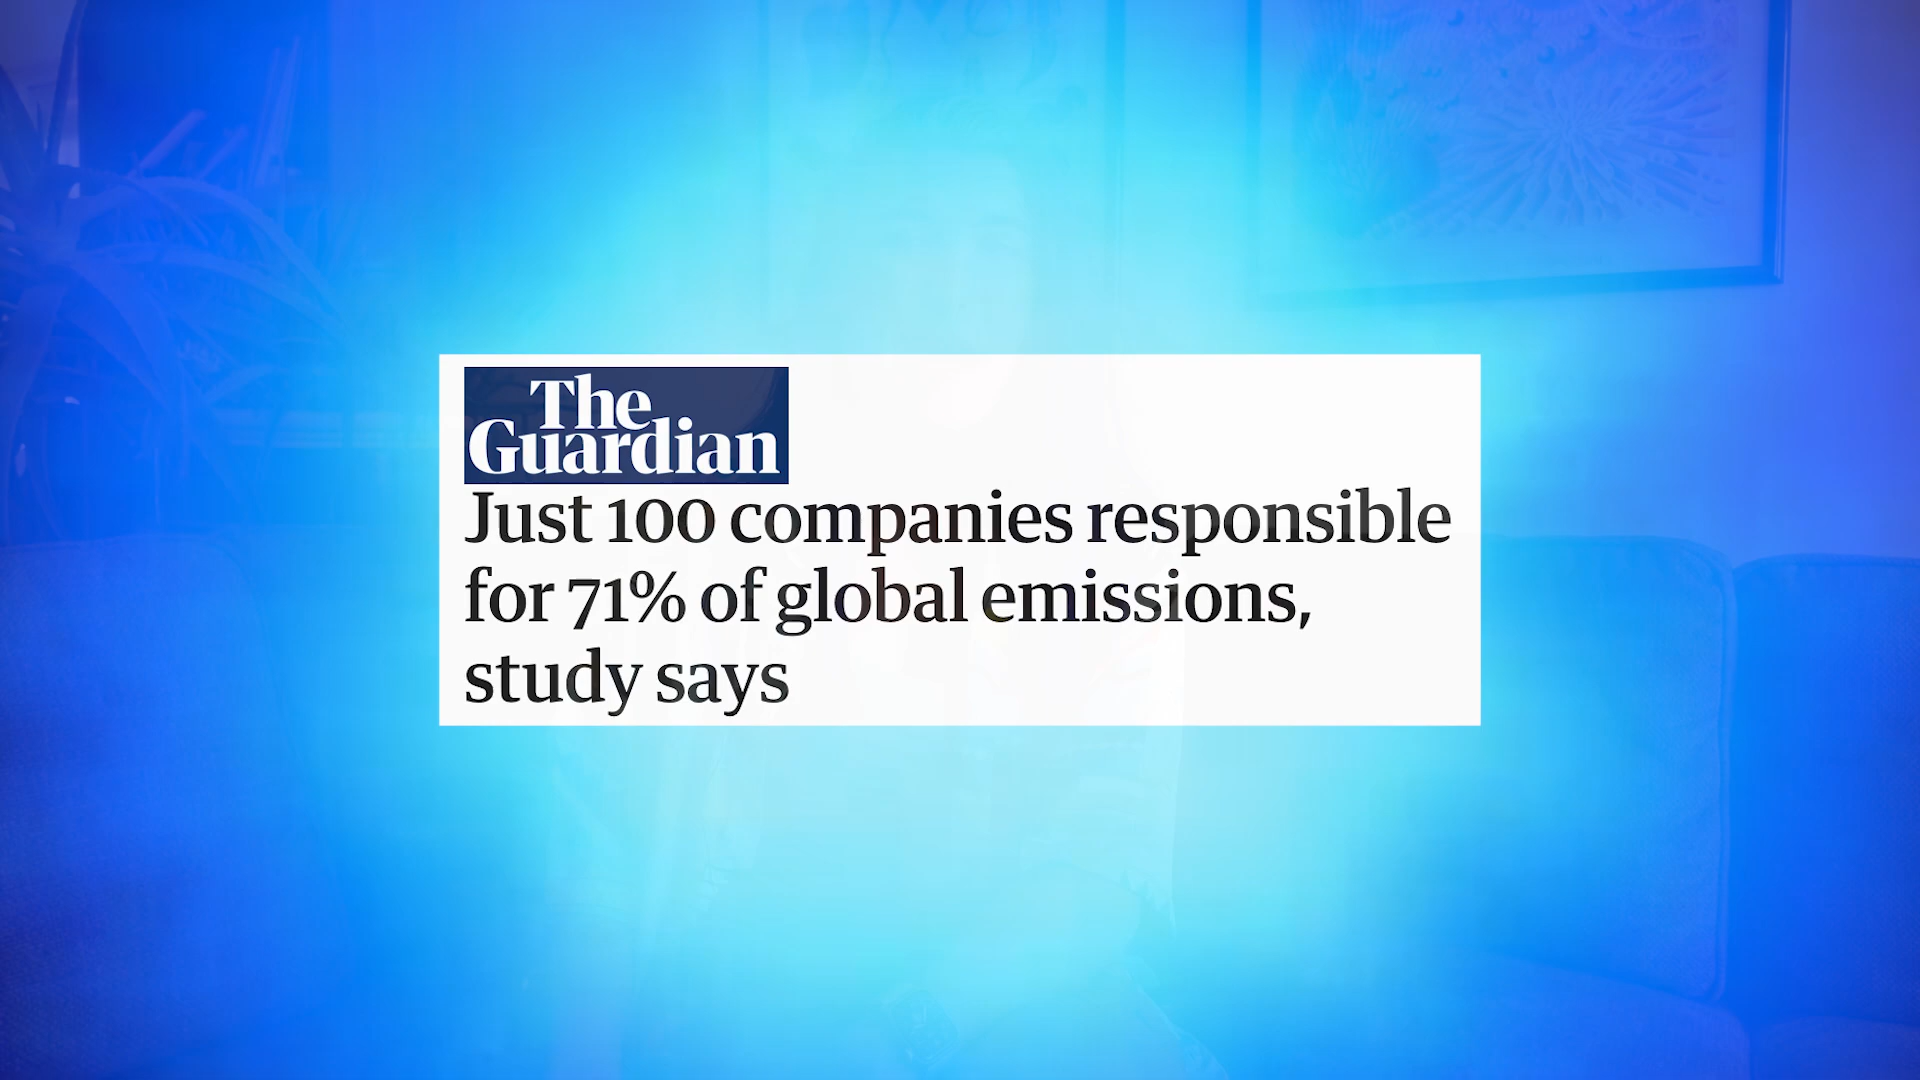 The
Guardian
Just 100 companies responsible
for 71% of global emissions,
study says